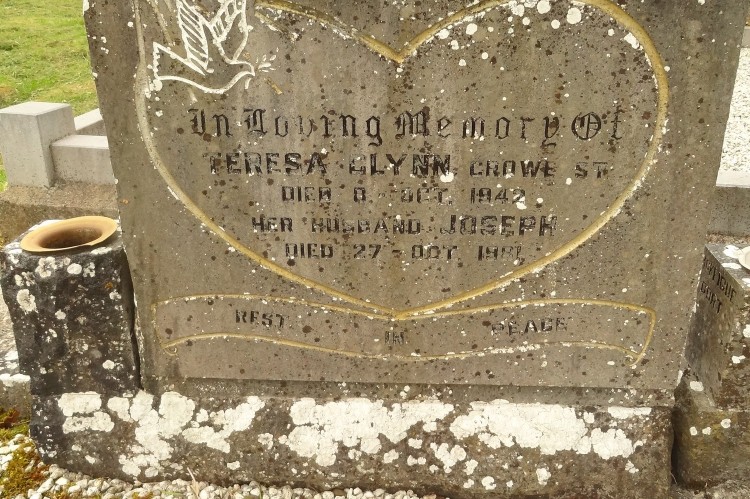 In Loving Memory Of
TERESA GLYNN CROWE ST.
DIED 8 - OCT. 1942
HER HUSBAND JOSEPH
DIED 27 - OCT
REST IN PEACE